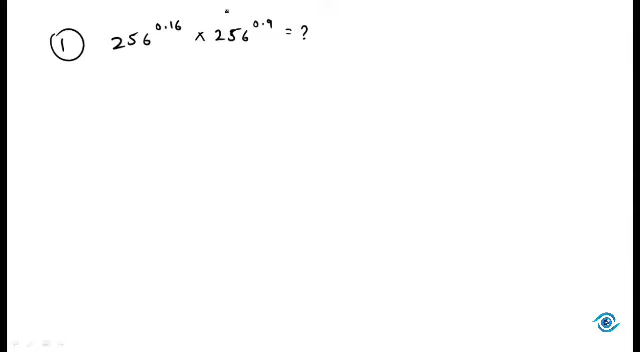 ① 256^0.16 × 256^0.9 = ?